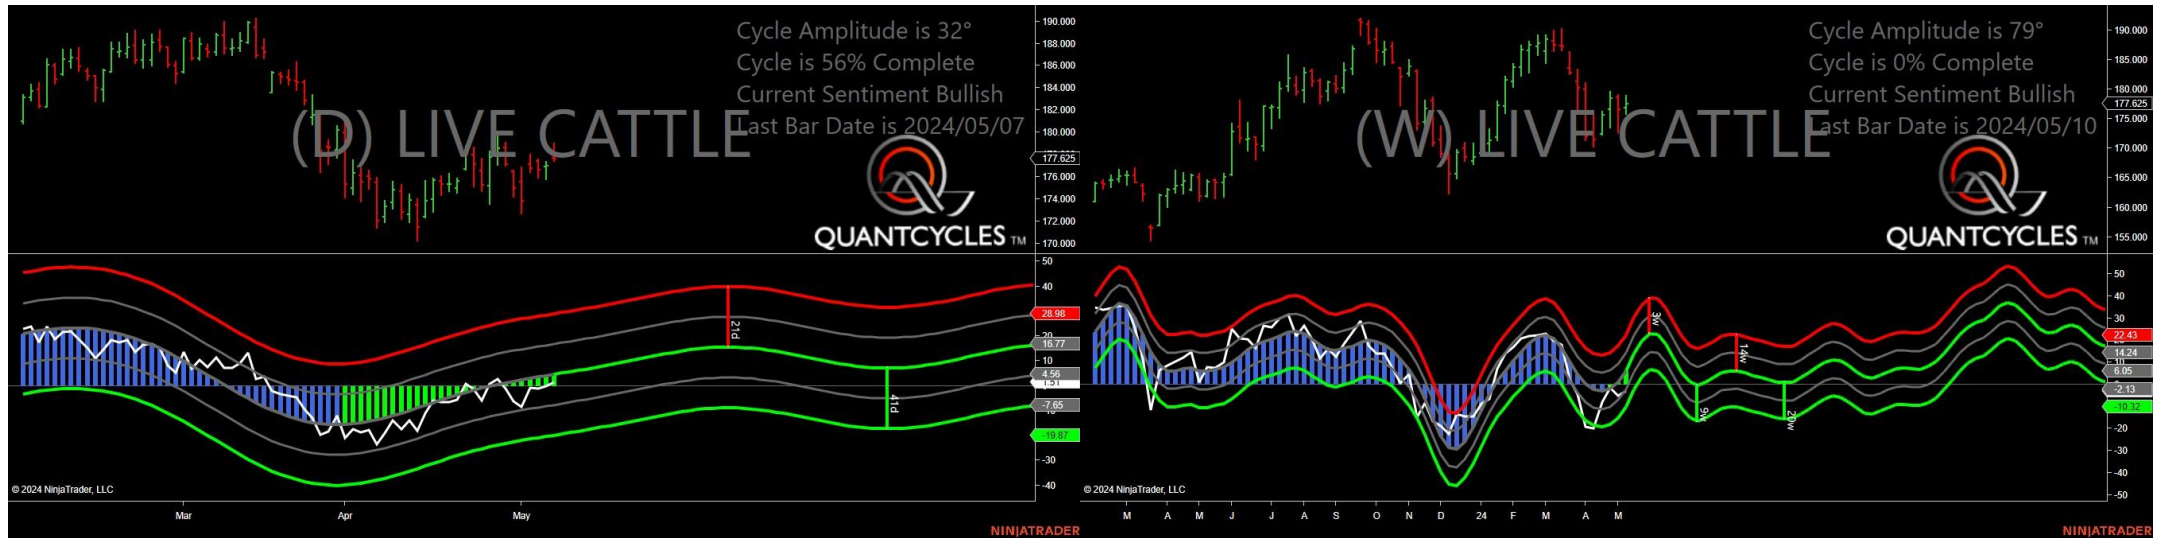 Cycle Amplitude is 32°
Cycle is 56% Complete
Current Sentiment Bullish
Last Bar Date is 2024/05/07
(D) LIVE CATTLE
QUANTCYCLES TM
190.000
188.000
186.000
184.000
182.000
180.000
177.625
176.000
174.000
172.000
170.000
50
40
28.98
20
16.77
10
4.56
1.51
-7.65
-19.87
-30
-40
21d
41d
© 2024 NinjaTrader, LLC
Mar
Apr
May
NINJATRADER
Cycle Amplitude is 79°
Cycle is 0% Complete
Current Sentiment Bullish
Last Bar Date is 2024/05/10
(W) LIVE CATTLE
QUANTCYCLES TM
190.000
185.000
180.000
177.625
175.000
170.000
165.000
160.000
155.000
50
40
30
22.43
14.24
6.05
-2.13
-10.32
-20
-30
-40
-50
3w
14w
9w
20w
© 2024 NinjaTrader, LLC
M A M J J A S O N D 24 F M A M
NINJATRADER